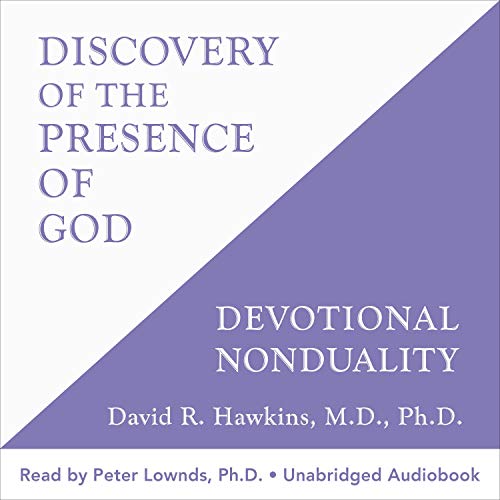 DISCOVERY
OF THE
PRESENCE
OF
GOD
DEVOTIONAL
NONDUALITY
David R. Hawkins, M.D., Ph.D.
Read by Peter Lownds, Ph.D. • Unabridged Audiobook